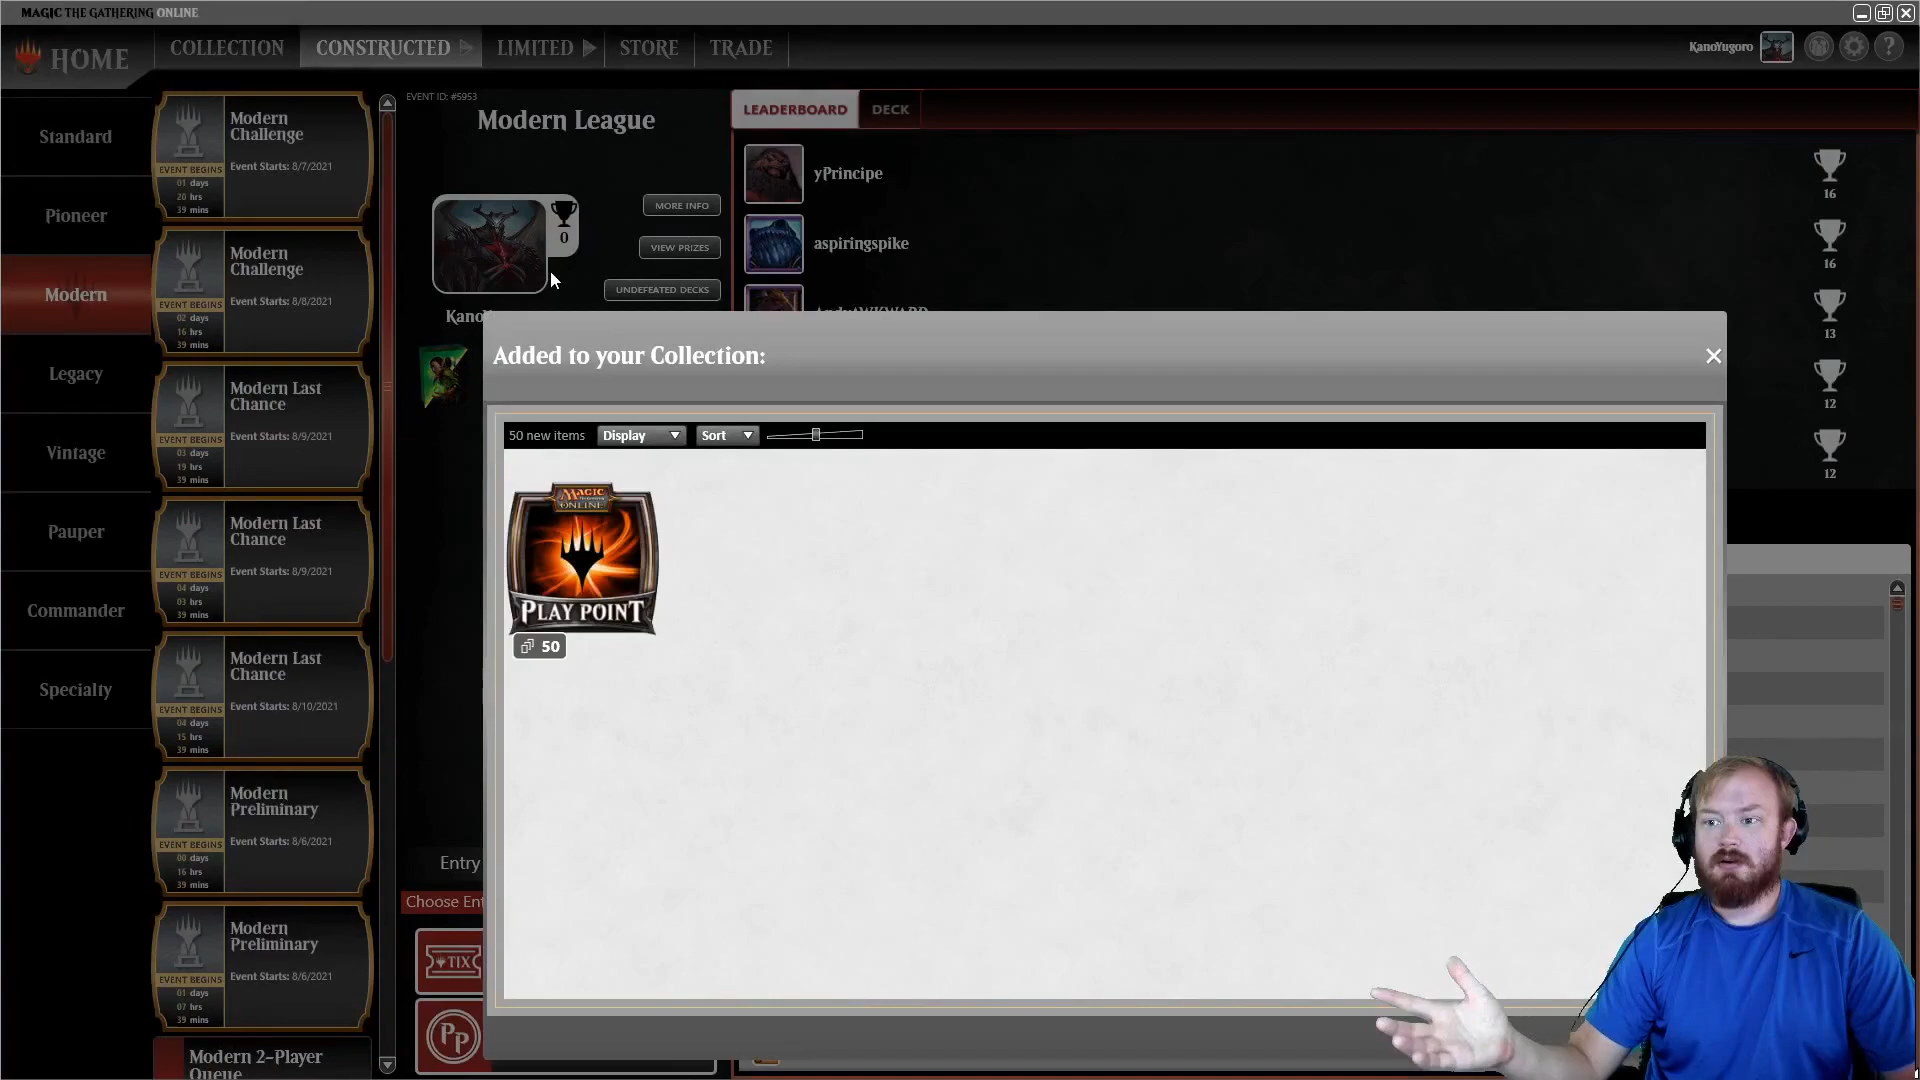 MAGIC THE GATHERING ONLINE
HOME
COLLECTION
CONSTRUCTED
LIMITED
STORE
TRADE
KanoYugoro
?
Standard
Pioneer
Modern
Legacy
Vintage
Pauper
Commander
Specialty
Modern
Challenge
Event Starts: 8/7/2021
EVENT BEGINS
01 days
20 hrs
39 mins
Modern
Challenge
Event Starts: 8/8/2021
EVENT BEGINS
02 days
16 hrs
39 mins
Modern Last
Chance
Event Starts: 8/9/2021
EVENT BEGINS
03 days
19 hrs
39 mins
Modern Last
Chance
Event Starts: 8/9/2021
EVENT BEGINS
04 days
03 hrs
39 mins
Modern Last
Chance
Event Starts: 8/10/2021
EVENT BEGINS
04 days
15 hrs
39 mins
Modern
Preliminary
Event Starts: 8/6/2021
EVENT BEGINS
00 days
16 hrs
39 mins
Modern
Preliminary
Event Starts: 8/6/2021
EVENT BEGINS
01 days
07 hrs
39 mins
Modern 2-Player
Queue
EVENT ID: #5953
Modern League
0
MORE INFO
VIEW PRIZES
UNDEFEATED DECKS
Kano
LEADERBOARD
DECK
yPrincipe
16
aspiringspike
16
AndyAWKWARD
13
12
12
Added to your Collection:
50 new items
Display
Sort
MAGIC
ONLINE
PLAY POINT
50
Entry
Choose Ent
TIX
PP